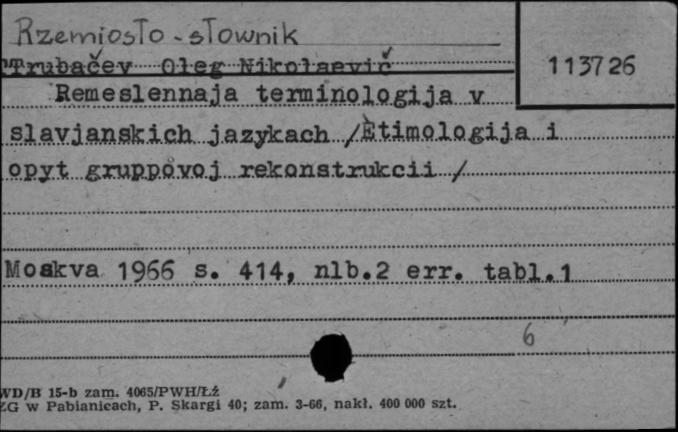 Rzemiosło - słownik
Trubačev Oleg Nikołaevič
113726
Remeslennaja terminologija v
slavjanskich jazykach /Ètimologija i
opyt gruppovoj rekonstrukcii /
Moskva 1966 s. 414, nlb.2 err. tabl.1
6
WD/B 15-b zam. 4065/PWH/Łź
ZG w Pabianicach, P. Skargi 40; zam. 3-66, nakł. 400 000 szt.